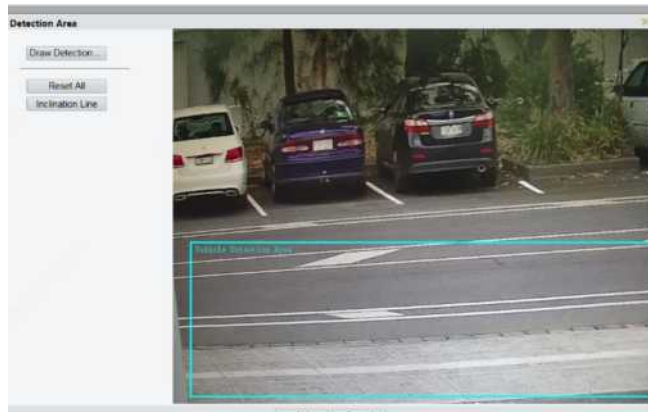 Detection Area
Draw Detection...
Reset All
Inclination Line
Vehicle Detection Area